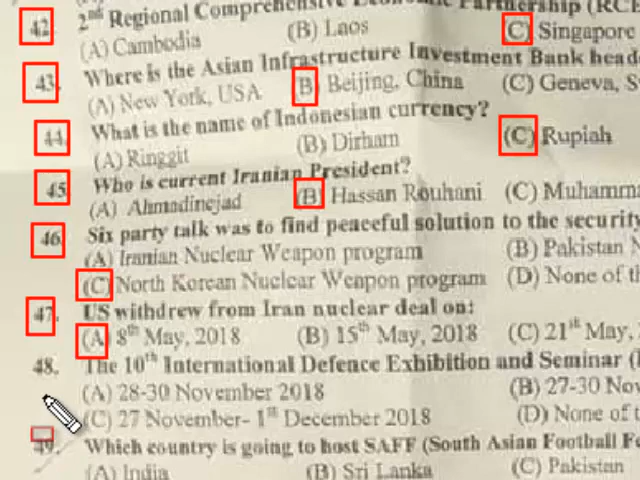 42. 2nd Regional Comprehensive Economic Partnership (RCE
(A) Cambodia (B) Laos (C) Singapore
43. Where is the Asian Infrastructure Investment Bank head
(A) New York, USA (B) Beijing, China (C) Geneva, S
44. What is the name of Indonesian currency?
(A) Ringgit (B) Dirham (C) Rupiah
45 Who is current Iranian President?
(A) Ahmadinejad (B) Hassan Rouhani (C) Muhamma
46. Six party talk was to find peaceful solution to the security
(A) Iranian Nuclear Weapon program (B) Pakistan N
(C) North Korean Nuclear Weapon program (D) None of th
47. US withdrew from Iran nuclear deal on:
(A) 8th May, 2018 (B) 15th May, 2018 (C) 21st May,
48. The 10th International Defence Exhibition and Seminar (I
(A) 28-30 November 2018 (B) 27-30 Nov
(C) 27 November- 1st December 2018 (D) None of t
49. Which country is going to host SAFF (South Asian Football Fe
(A) India (B) Sri Lanka (C) Pakistan